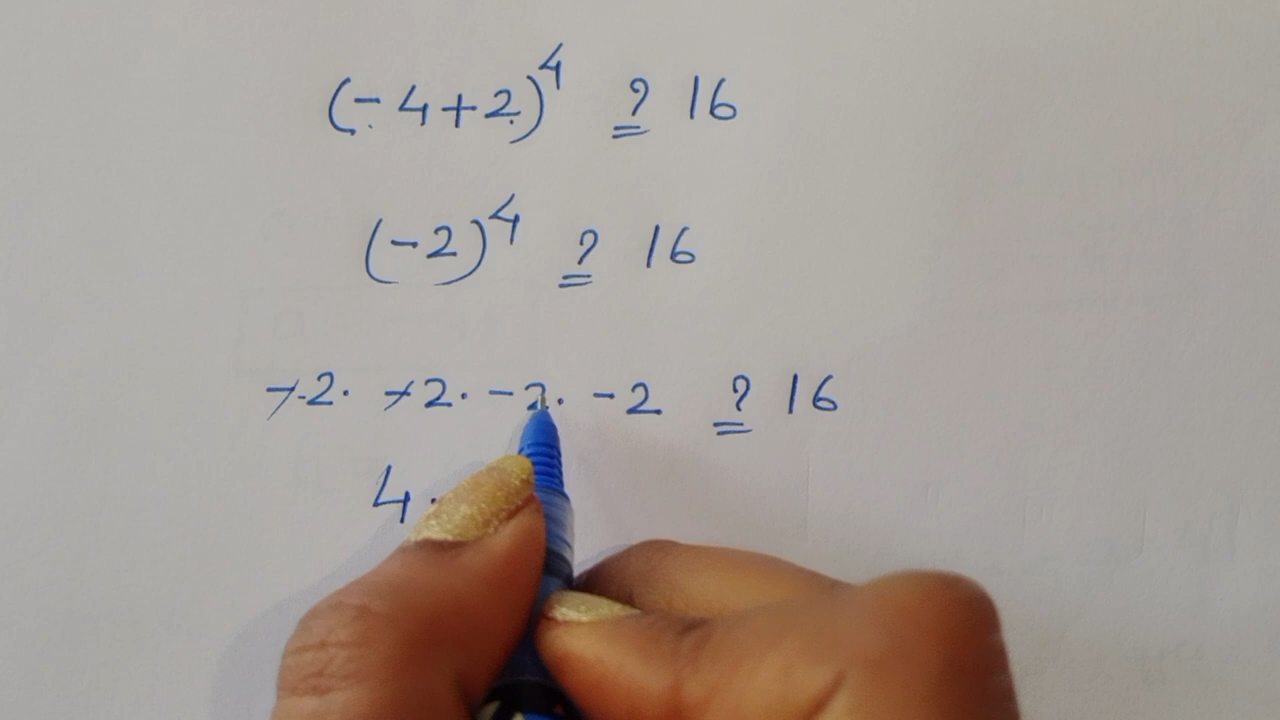 (-4+2)^4 ? 16
(-2)^4 ? 16
-2. -2. -2. -2 ? 16
4.